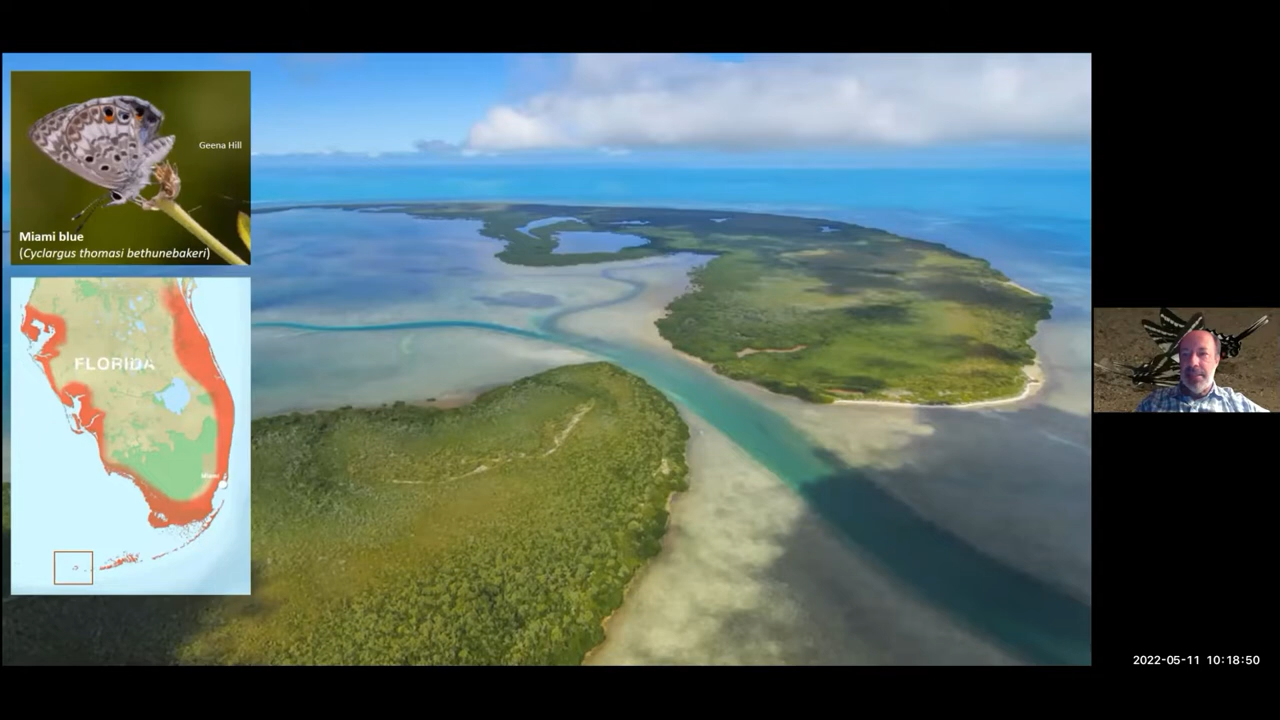 Geena Hill
Miami blue
(Cyclargus thomasi bethunebakeri)
FLORIDA
Miami
2022-05-11 10:18:50